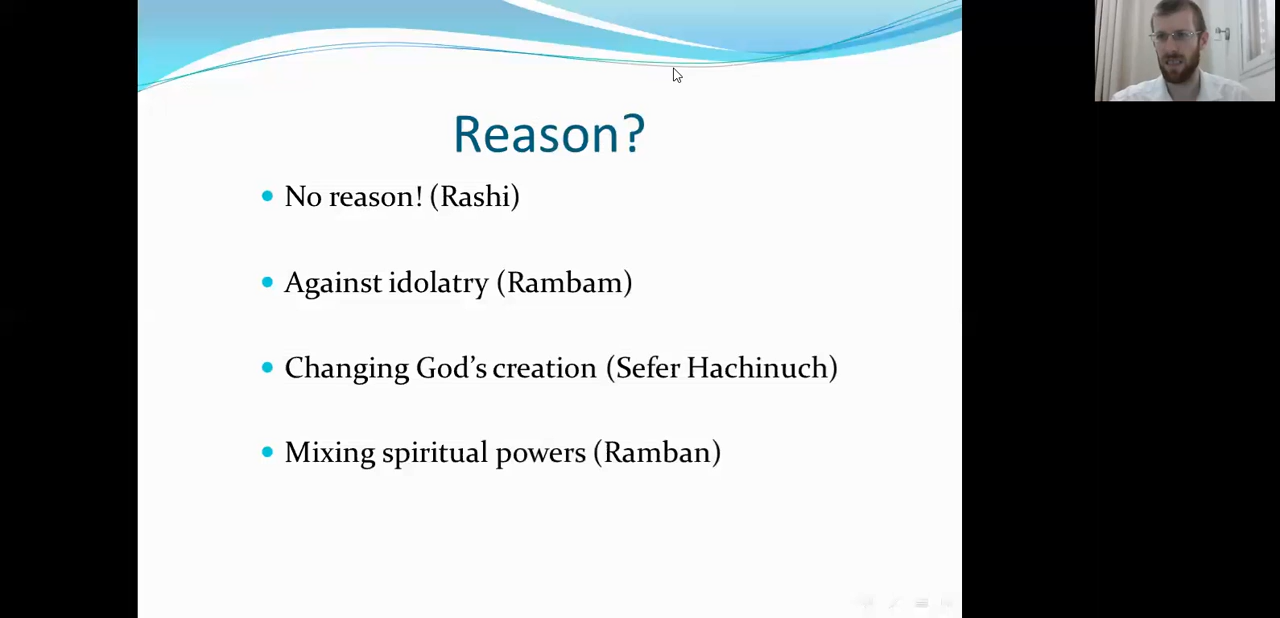 Reason?
• No reason! (Rashi)
• Against idolatry (Rambam)
• Changing God’s creation (Sefer Hachinuch)
• Mixing spiritual powers (Ramban)